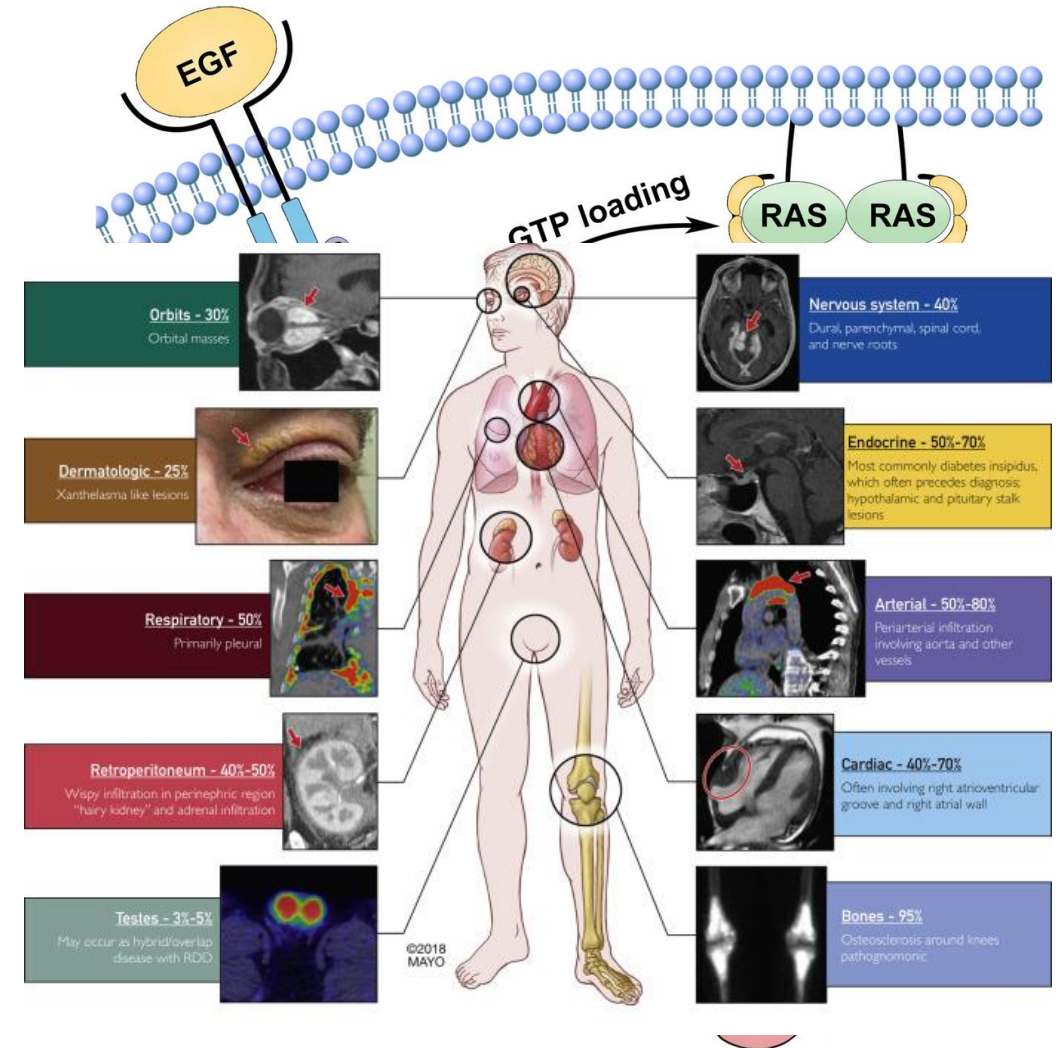 EGF
GTP loading
RAS
RAS
Orbits - 30%
Orbital masses
Nervous system - 40%
Dural, parenchymal, spinal cord,
and nerve roots
Dermatologic - 25%
Xanthelasma like lesions
Endocrine - 50%-70%
Most commonly diabetes insipidus,
which often precedes diagnosis;
hypothalamic and pituitary stalk
lesions
Respiratory - 50%
Primarily pleural
Arterial - 50%-80%
Periarterial infiltration
involving aorta and other
vessels
Retroperitoneum - 40%-50%
Wispy infiltration in perinephric region
"hairy kidney" and adrenal infiltration
Cardiac - 40%-70%
Often involving right atrioventricular
groove and right atrial wall
Testes - 3%-5%
May occur as hybrid/overlap
disease with RDD
©2018
MAYO
Bones - 95%
Osteosclerosis around knees
pathognomonic